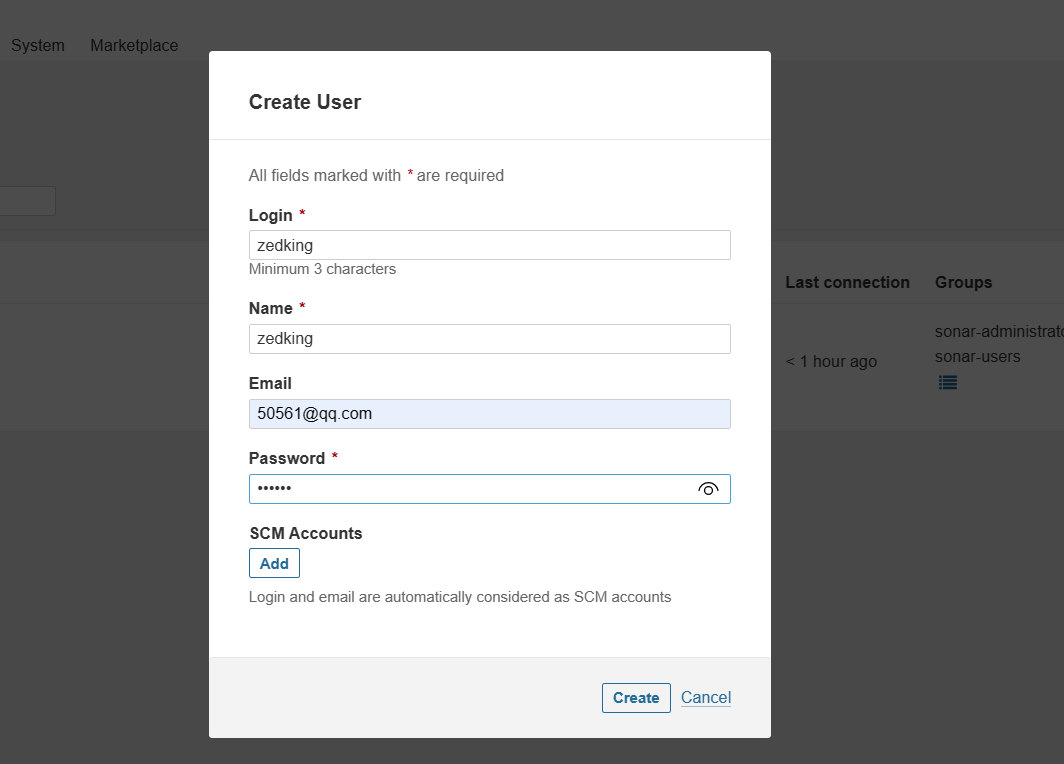 System Marketplace
Create User
All fields marked with * are required
Login *
zedking
Minimum 3 characters
Name *
zedking
Last connection Groups
sonar-administrato
< 1 hour ago
sonar-users
Email
50561@qq.com
Password *
••••••
SCM Accounts
Add
Login and email are automatically considered as SCM accounts
Create Cancel